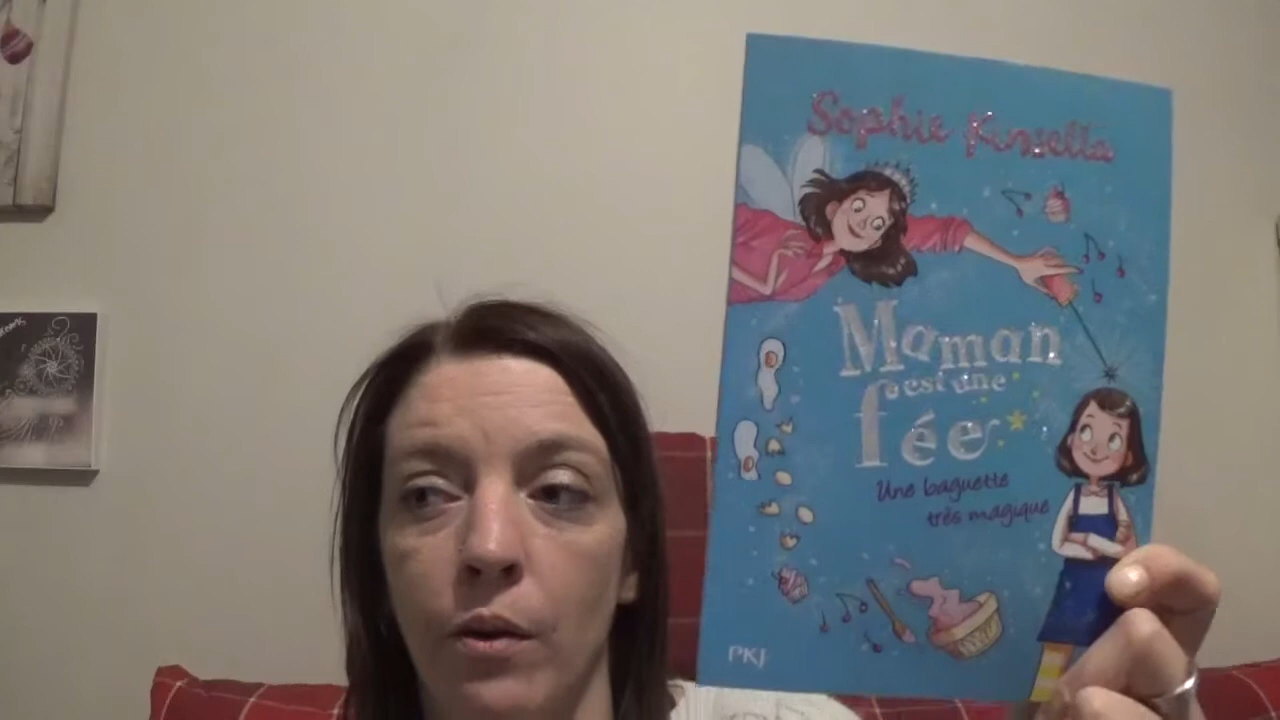 Sophie Kinsella
Maman
est une
fée
Une baguette
très magique
PKJ